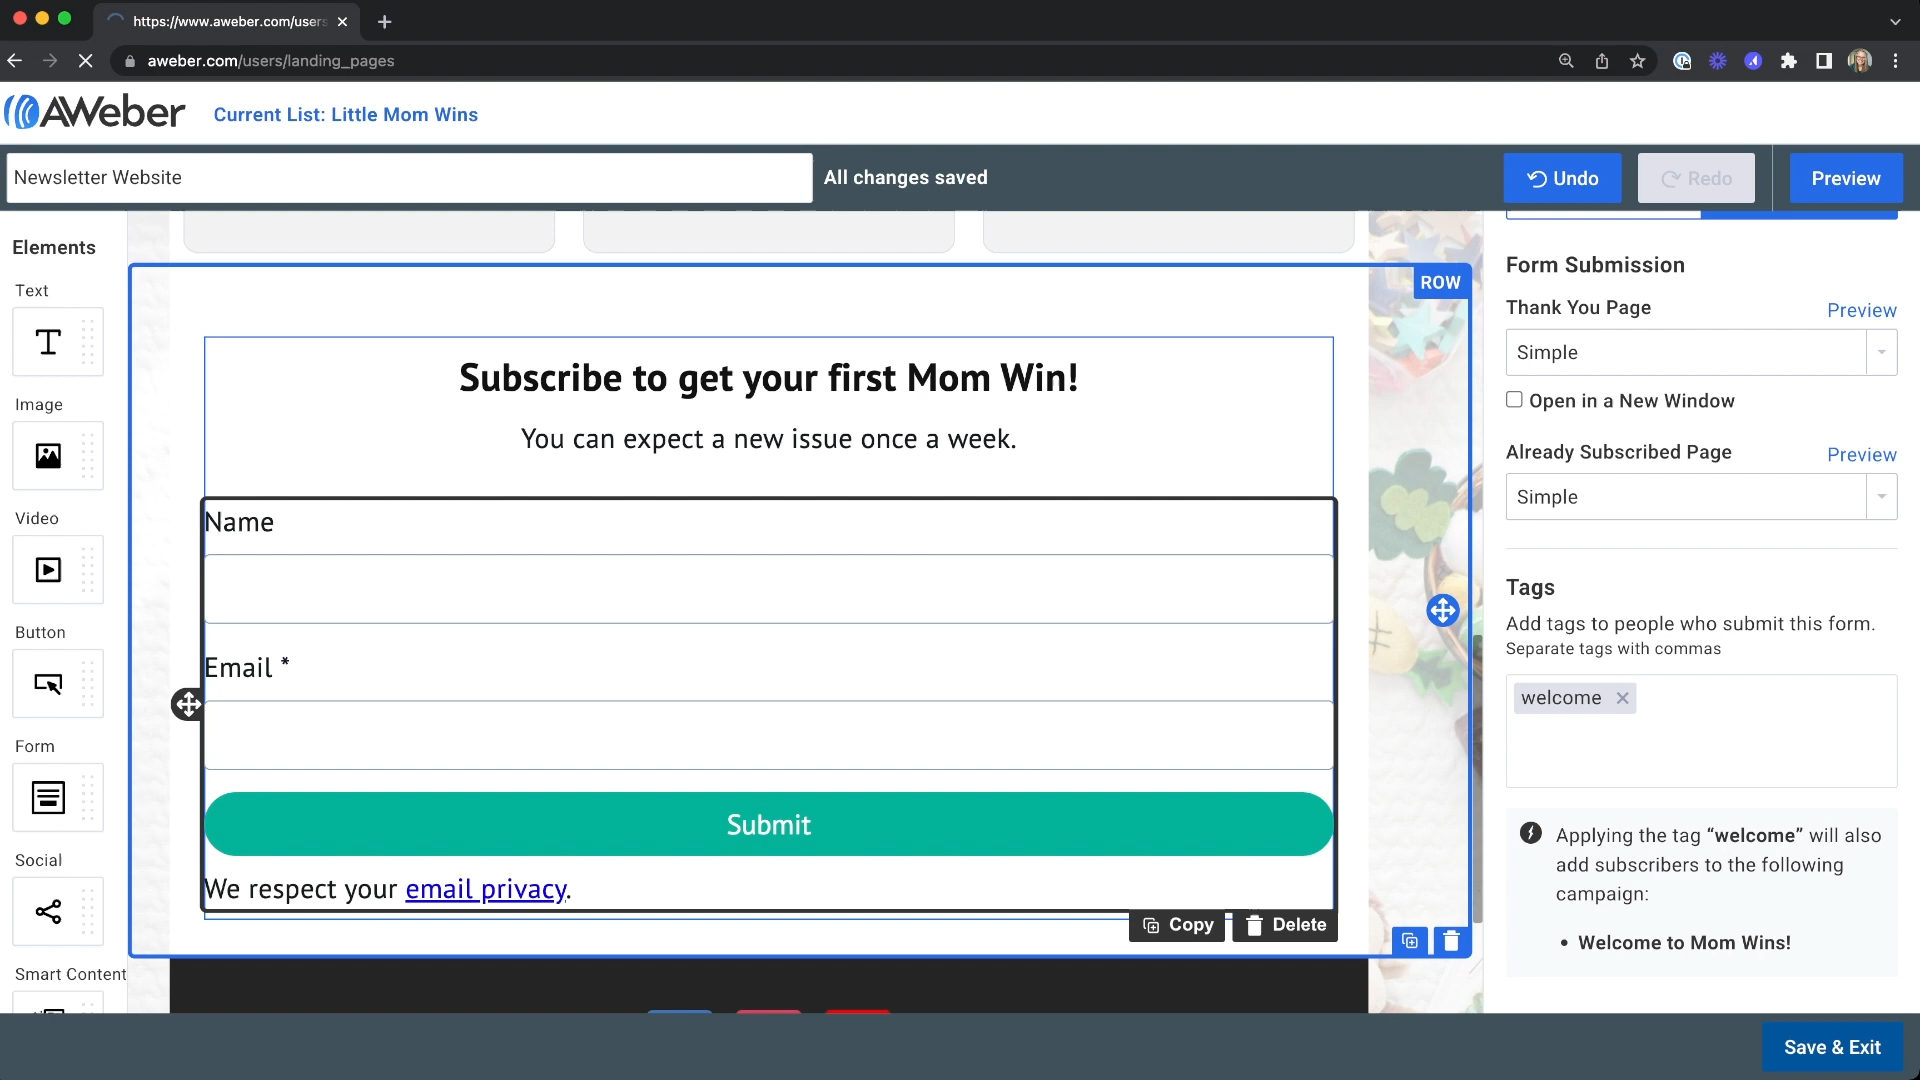 https://www.aweber.com/users
aweber.com/users/landing_pages
AWeber
Current List: Little Mom Wins
Newsletter Website
All changes saved
Undo
Redo
Preview
Elements
Text
Image
Video
Button
Form
Social
Smart Content
ROW
Subscribe to get your first Mom Win!
You can expect a new issue once a week.
Name
Email *
Submit
We respect your email privacy.
Copy
Delete
Form Submission
Thank You Page
Preview
Simple
Open in a New Window
Already Subscribed Page
Preview
Simple
Tags
Add tags to people who submit this form.
Separate tags with commas
welcome
Applying the tag “welcome” will also
add subscribers to the following
campaign:
• Welcome to Mom Wins!
Save & Exit